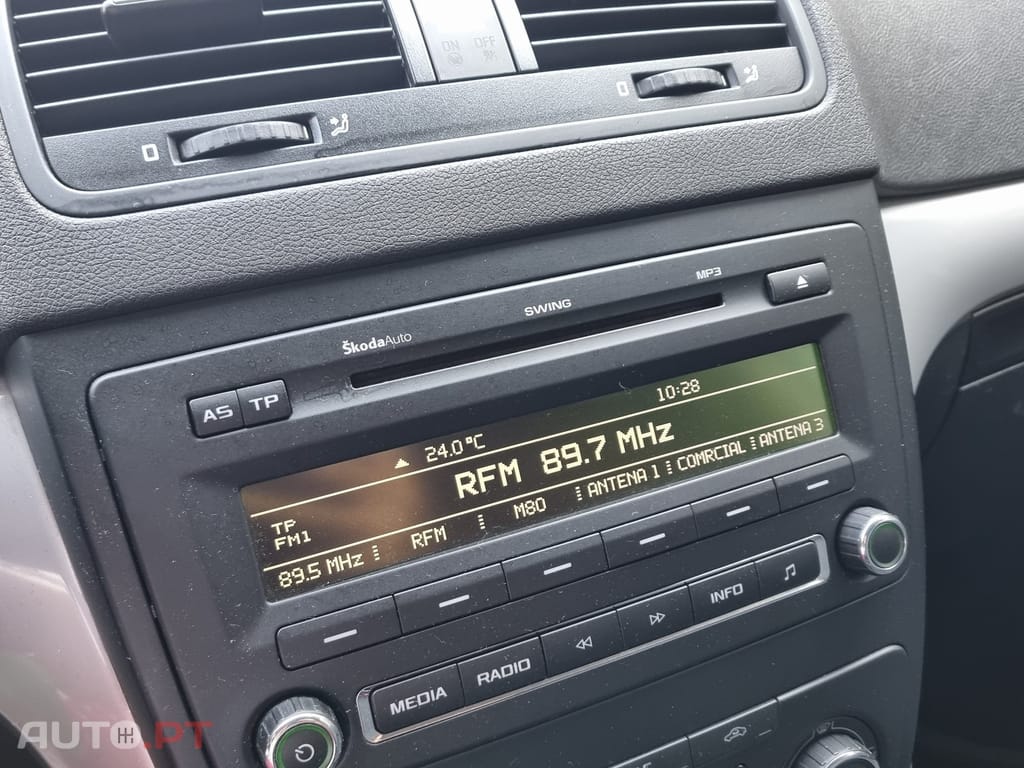 ON OFF
0
0
MP3
SWING
ŠkodaAuto
AS TP
10:28
24.0°C
RFM 89.7 MHz
TP
FM1
89.5 MHz RFM M80 ANTENA 1 COMRCIAL ANTENA 3
MEDIA RADIO INFO
AUTO.PT